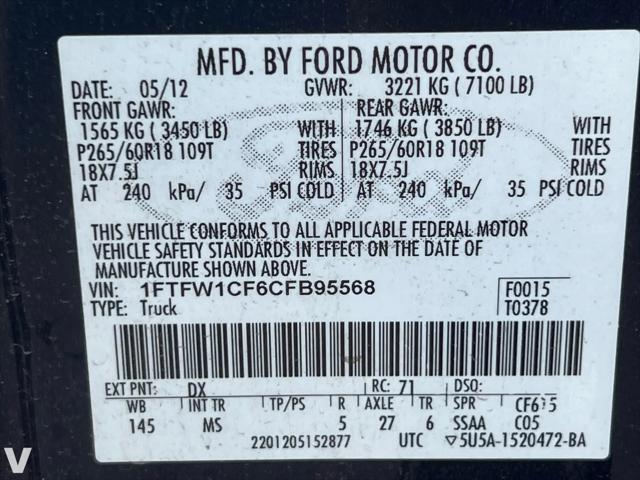 MFD. BY FORD MOTOR CO.
DATE: 05/12 GVWR: 3221 KG ( 7100 LB)
FRONT GAWR: REAR GAWR:
1565 KG ( 3450 LB) WITH 1746 KG ( 3850 LB) WITH
P265/60R18 109T TIRES P265/60R18 109T TIRES
18X7.5J RIMS 18X7.5J RIMS
AT 240 kPa/ 35 PSI COLD AT 240 kPa/ 35 PSI COLD
THIS VEHICLE CONFORMS TO ALL APPLICABLE FEDERAL MOTOR
VEHICLE SAFETY STANDARDS IN EFFECT ON THE DATE OF
MANUFACTURE SHOWN ABOVE.
VIN: 1FTFW1CF6CFB95568 F0015
TYPE: Truck T0378
EXT PNT: DX RC: 71 DSO:
WB INT TR TP/PS R AXLE TR SPR CF6
145 MS 5 27 6 SSAA C05
2201205152877 UTC 5U5A-1520472-BA
V